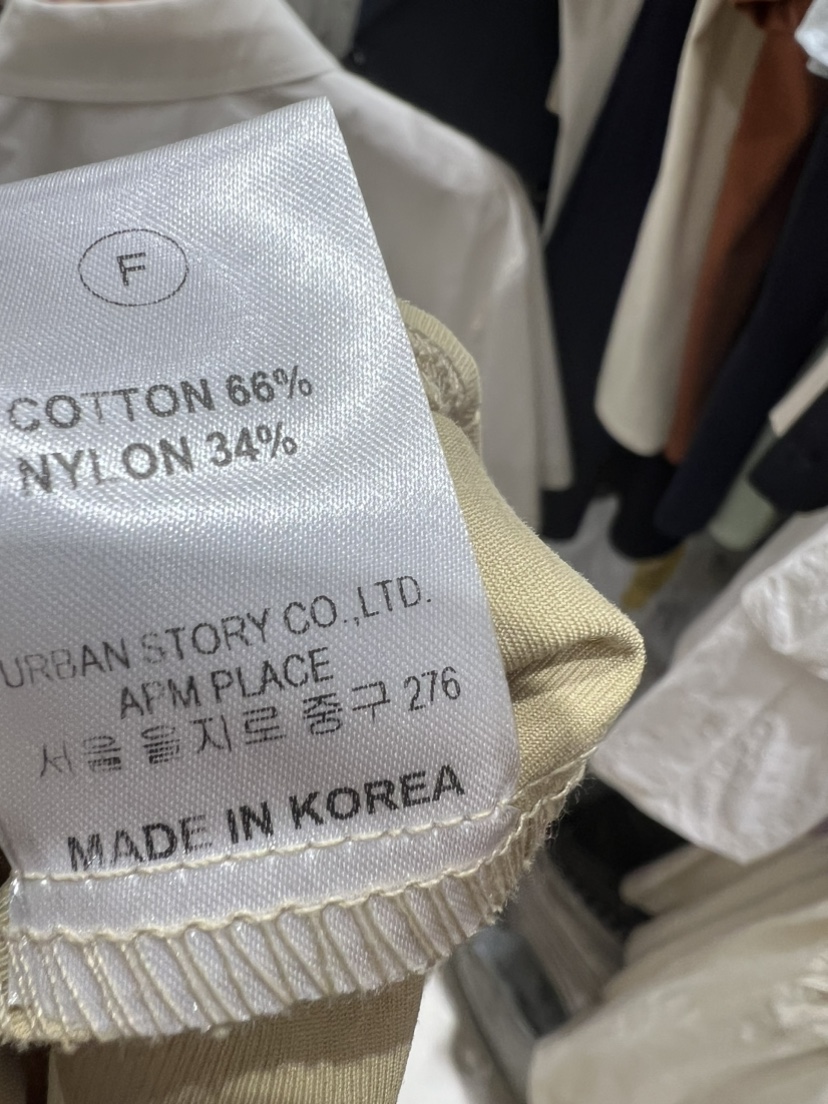 F
COTTON 66%
NYLON 34%
URBAN STORY CO.,LTD.
APM PLACE
서울 을지로 중구 276
MADE IN KOREA